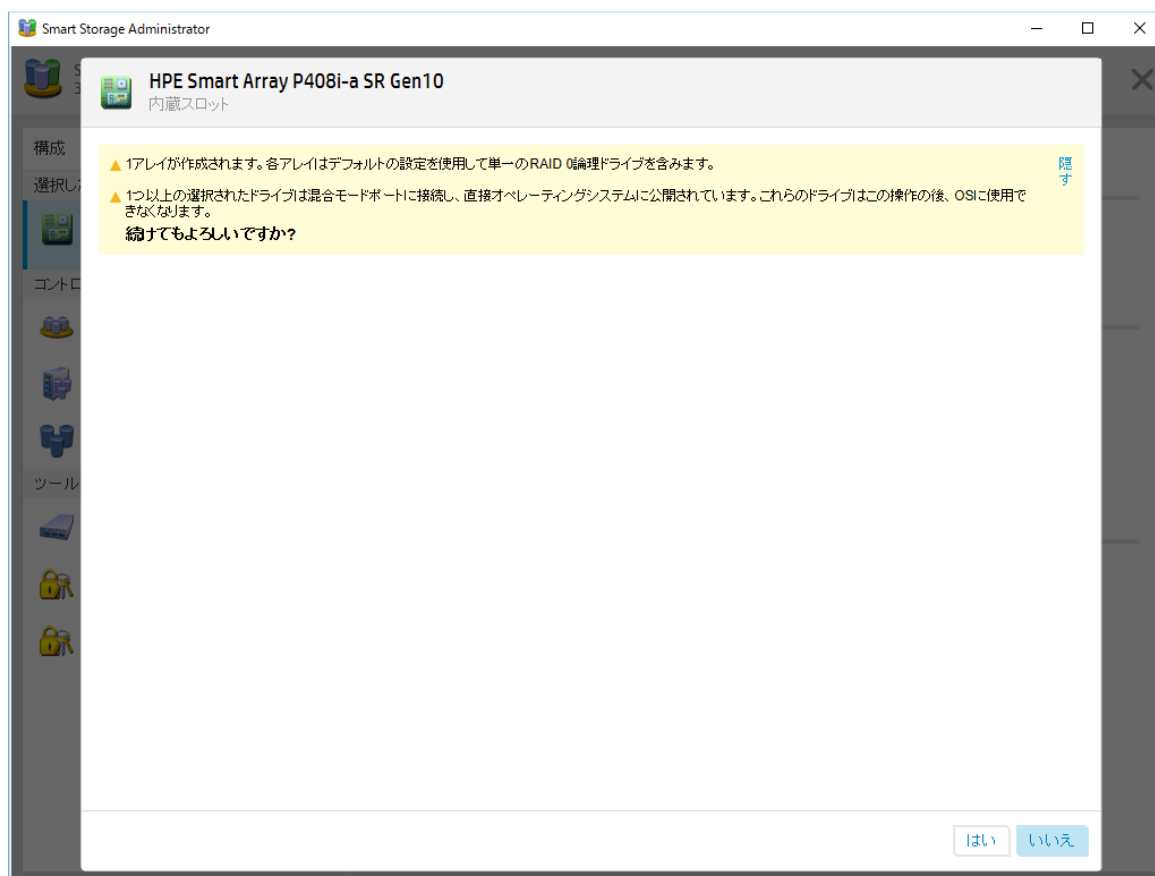 Smart Storage Administrator
S
3
HPE Smart Array P408i-a SR Gen10
内蔵スロット
構成
選択した
コントロ
ツール
1アレイが作成されます。各アレイはデフォルトの設定を使用して単一のRAID 0論理ドライブを含みます。
隠す
1つ以上の選択されたドライブは混合モードポートに接続し、直接オペレーティングシステムに公開されています。これらのドライブはこの操作の後、OSに使用で
きなくなります。
続けてもよろしいですか?
はい
いいえ